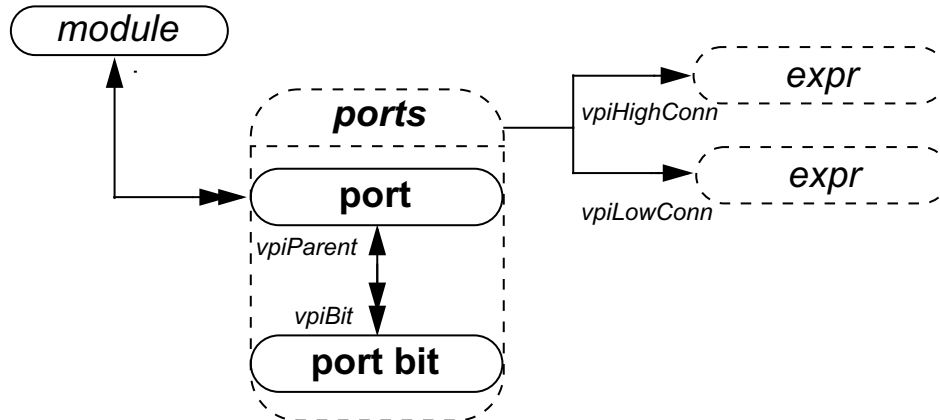 module
ports
expr
vpiHighConn
port
expr
vpiLowConn
vpiParent
vpiBit
port bit